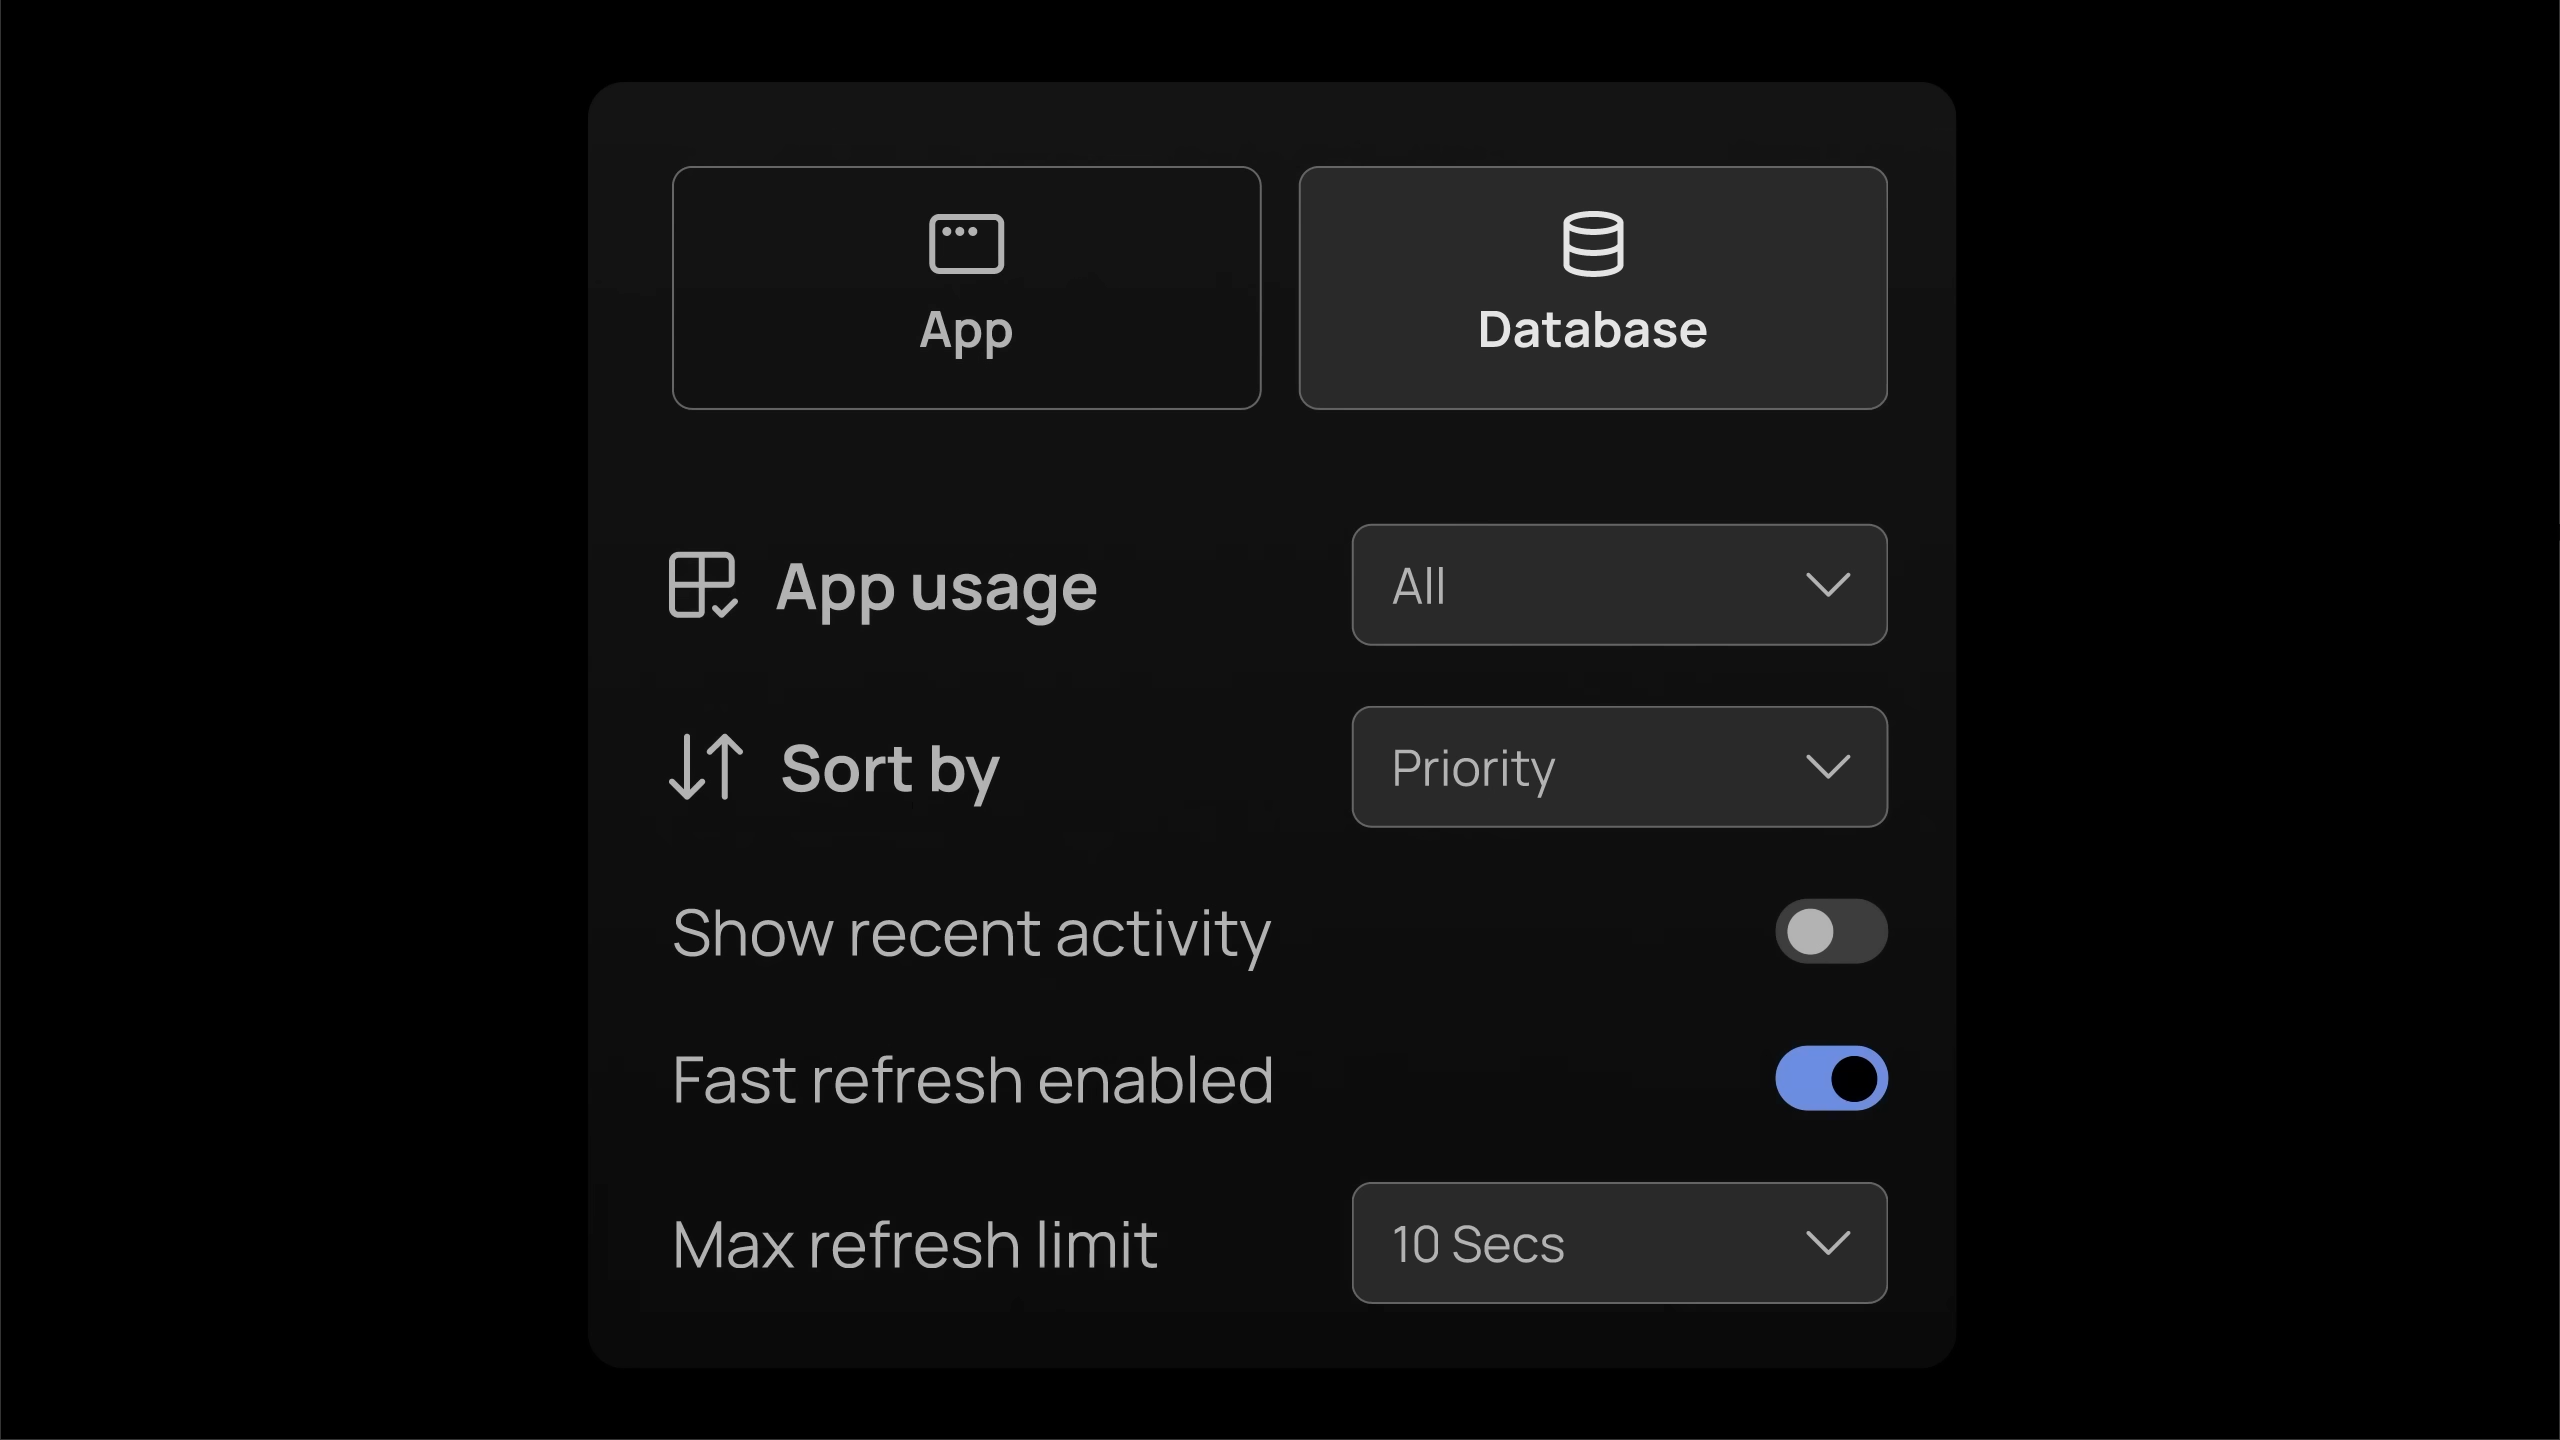 App
Database
App usage
All
Sort by
Priority
Show recent activity
Fast refresh enabled
Max refresh limit
10 Secs